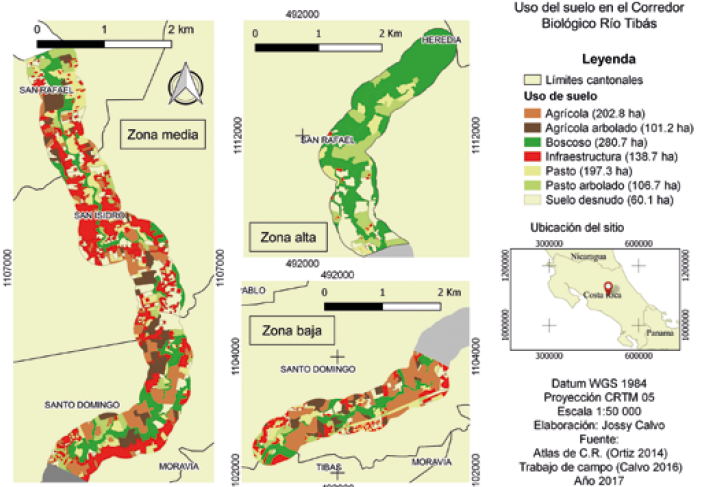 Uso del suelo en el Corredor
Biológico Río Tibás
Leyenda
Límites cantonales
Uso de suelo
Agrícola (202.8 ha)
Agrícola arbolado (101.2 ha)
Boscoso (280.7 ha)
Infraestructura (138.7 ha)
Pasto (197.3 ha)
Pasto arbolado (106.7 ha)
Suelo desnudo (60.1 ha)
Ubicación del sitio
300000 600000
1200000 1200000
Nicaragua
Costa Rica
1000000 1000000
Panama
300000 600000
Datum WGS 1984
Proyección CRTM 05
Escala 1:50 000
Elaboración: Jossy Calvo
Fuente:
Atlas de C.R. (Ortiz 2014)
Trabajo de campo (Calvo 2016)
Año 2017
0 1 2 km
SAN RAFAEL
Zona media
SAN ISIDRO
1107000
1107000
SANTO DOMINGO
MORAVIA
492000
0 1 2 Km
HEREDIA
1112000
1112000
SAN RAFAEL
Zona alta
492000
492000
PABLO
0 1 2 Km
Zona baja
1104000
1104000
SANTO DOMINGO
TIBAS
MORAVIA
1102000
1102000